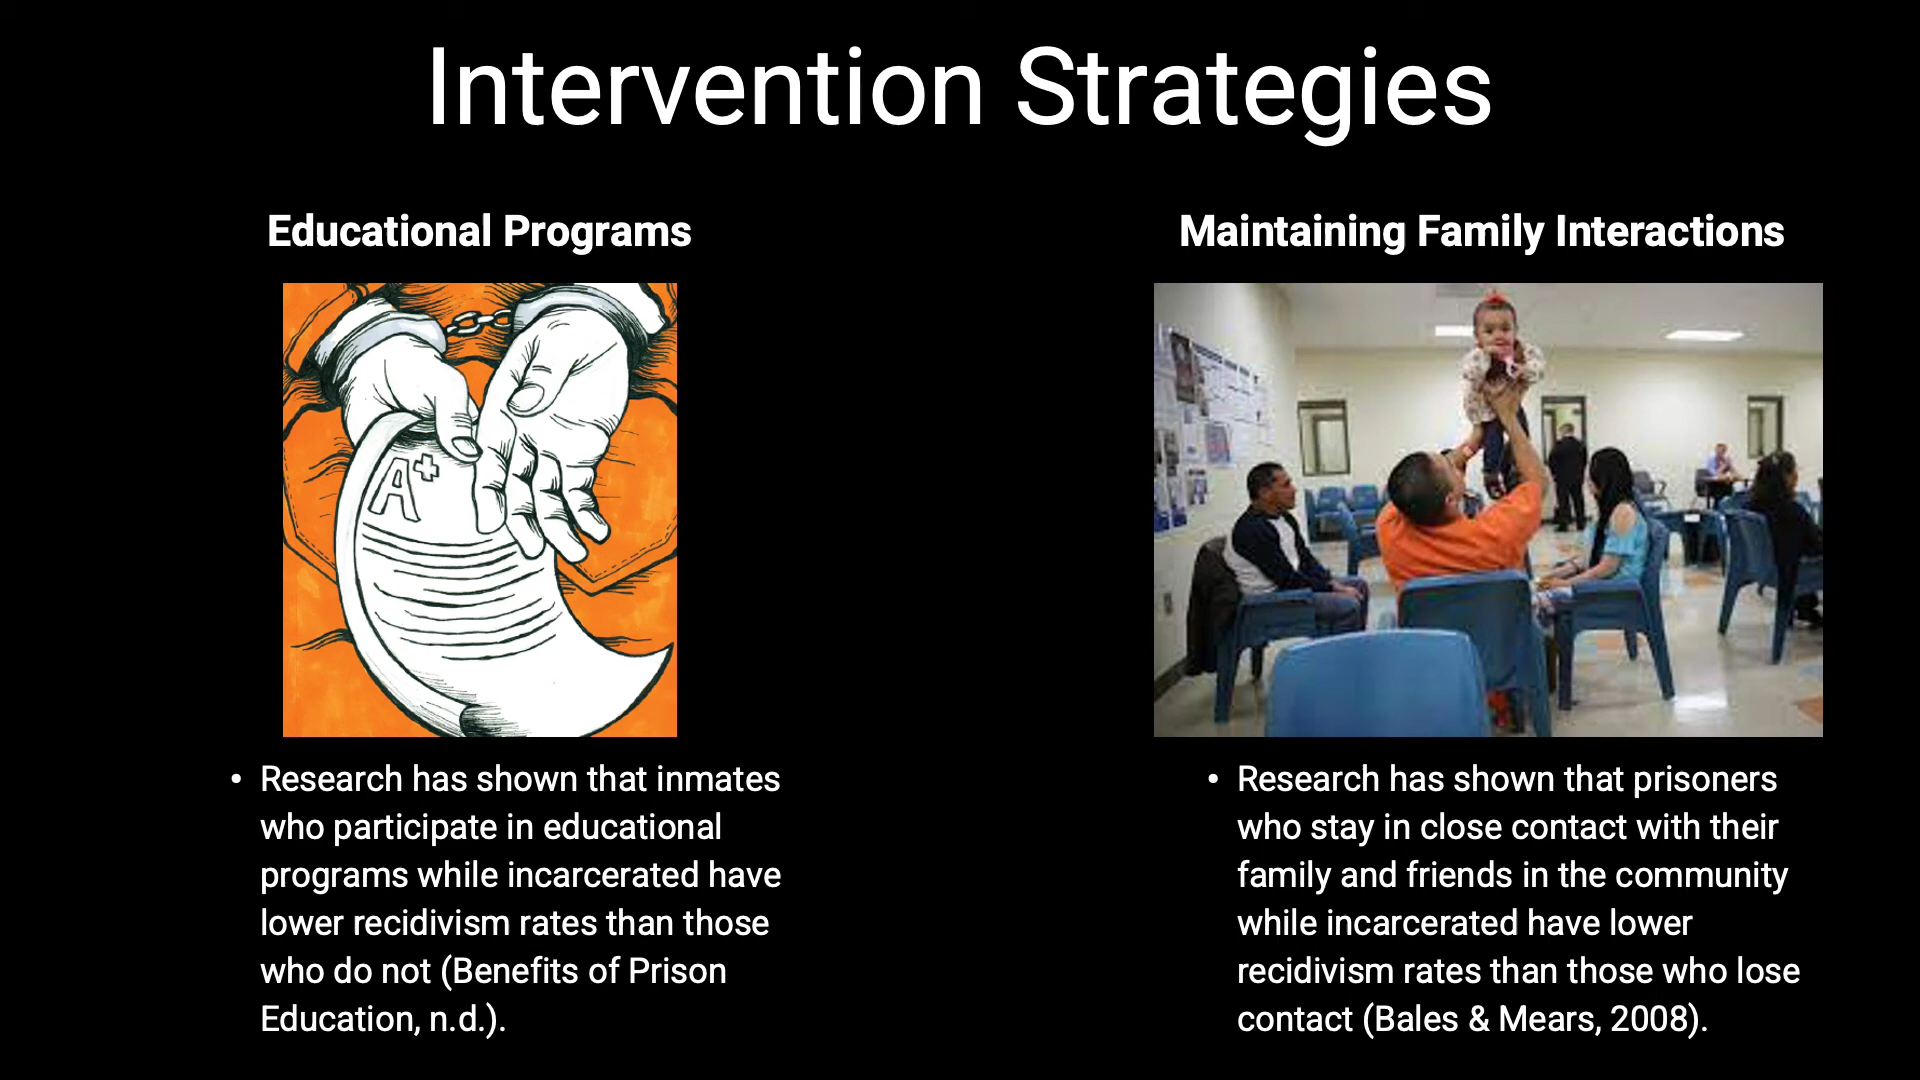 Intervention Strategies
Educational Programs
A+
• Research has shown that inmates
who participate in educational
programs while incarcerated have
lower recidivism rates than those
who do not (Benefits of Prison
Education, n.d.).
Maintaining Family Interactions
• Research has shown that prisoners
who stay in close contact with their
family and friends in the community
while incarcerated have lower
recidivism rates than those who lose
contact (Bales & Mears, 2008).